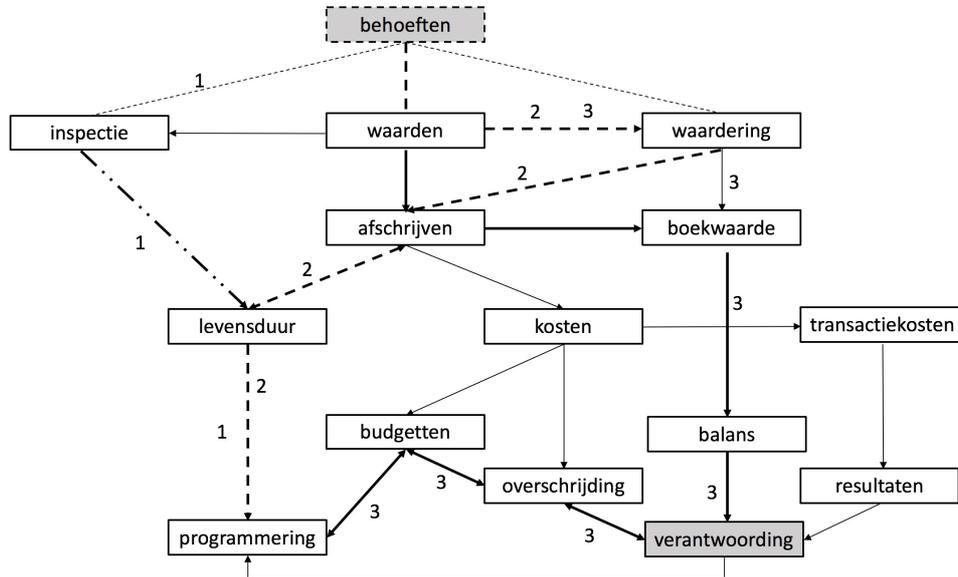 behoeften
1
inspectie
waarden
2 3
waardering
2
3
afschrijven
boekwaarde
1
2
3
levensduur
kosten
transactiekosten
2
1
budgetten
balans
3
overschrijding
3
resultaten
3
programmering
3
verantwoording